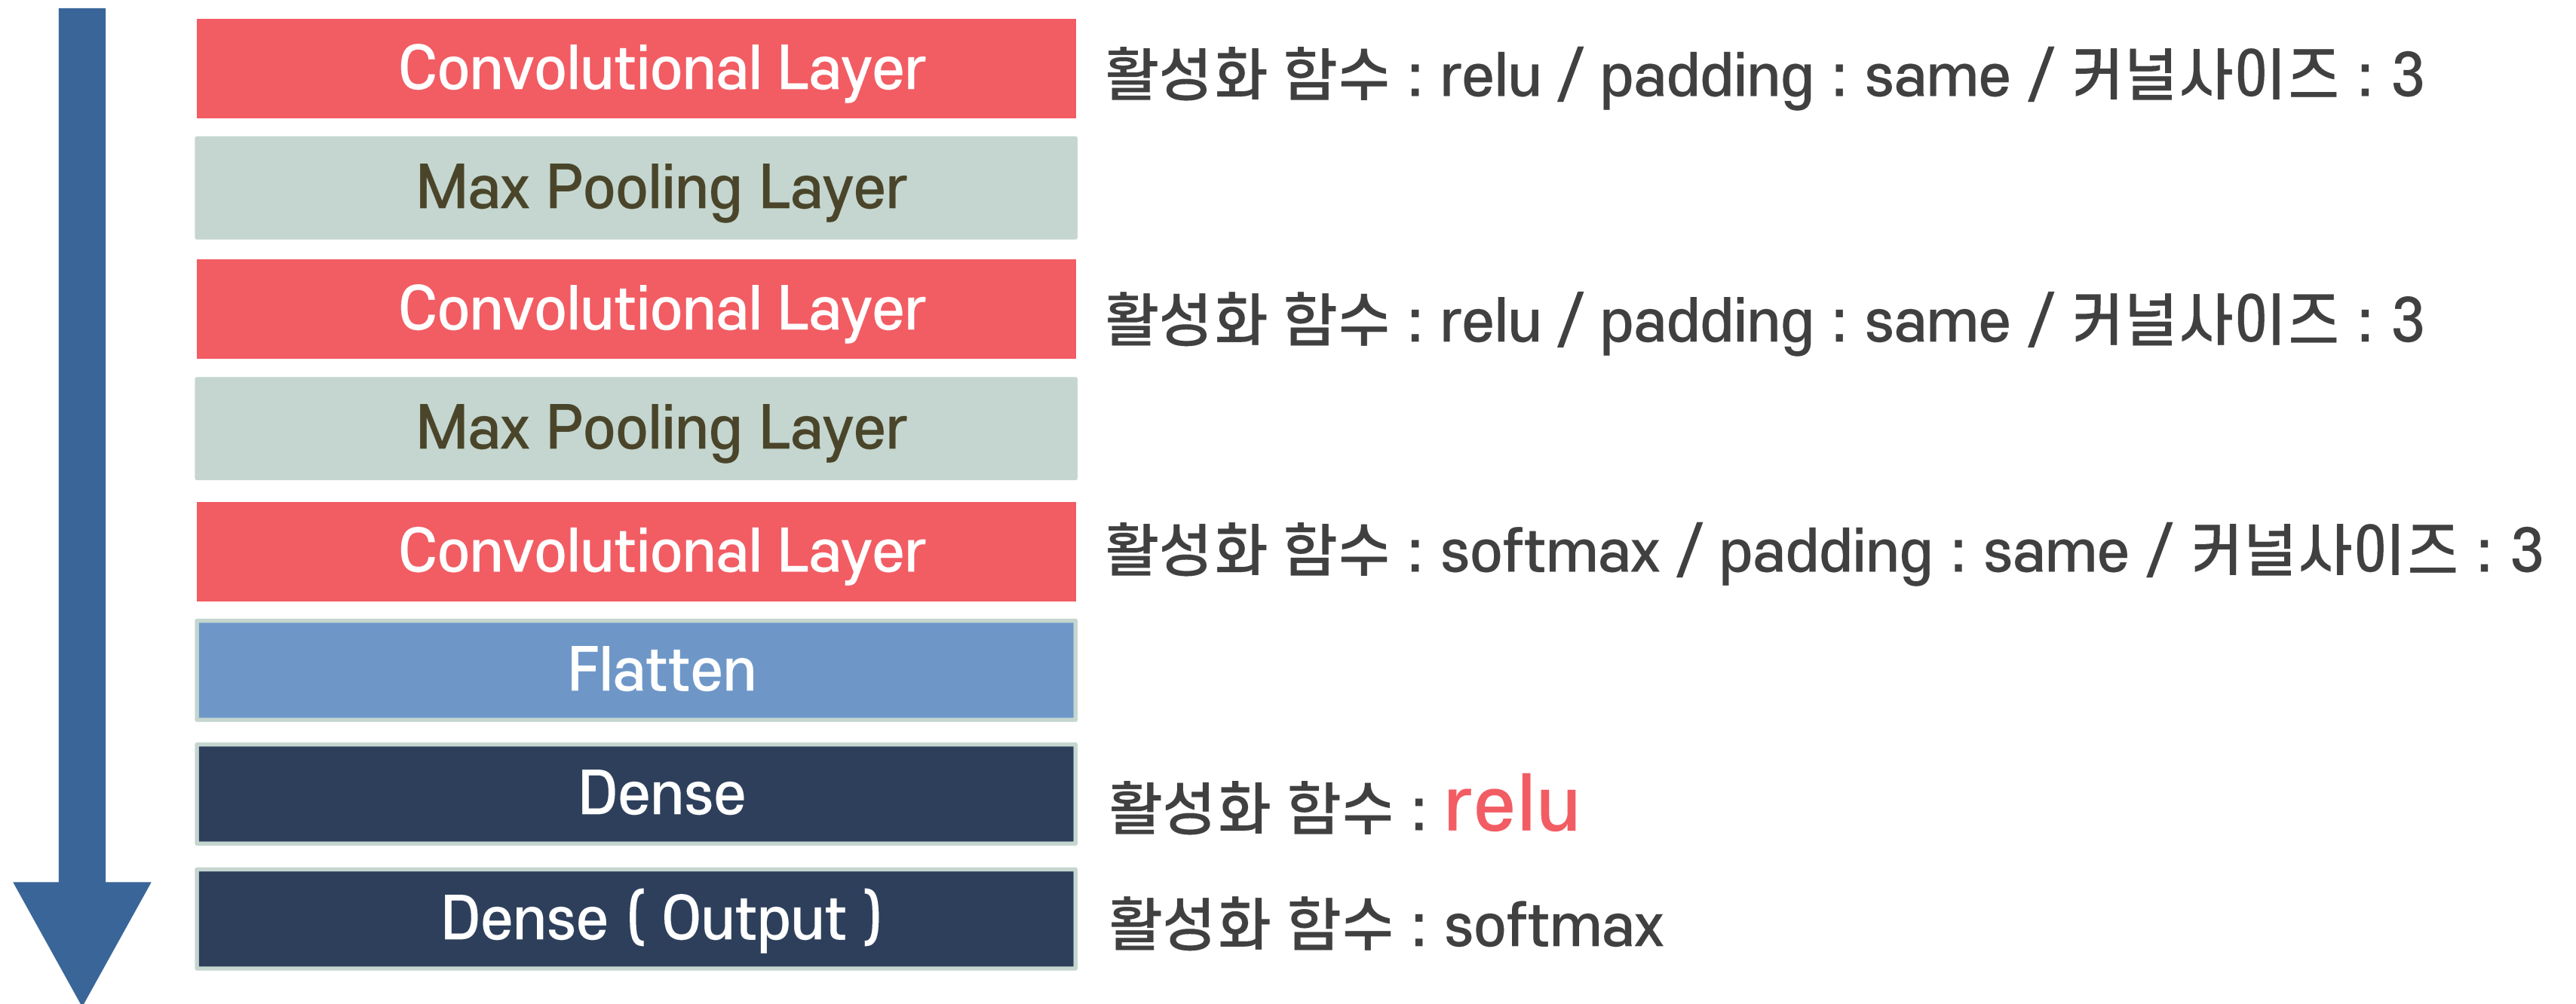 Convolutional Layer 활성화 함수 : relu / padding : same / 커널사이즈 : 3
Max Pooling Layer
Convolutional Layer 활성화 함수 : relu / padding : same / 커널사이즈 : 3
Max Pooling Layer
Convolutional Layer 활성화 함수 : softmax / padding : same / 커널사이즈 : 3
Flatten
Dense 활성화 함수 : relu
Dense ( Output ) 활성화 함수 : softmax